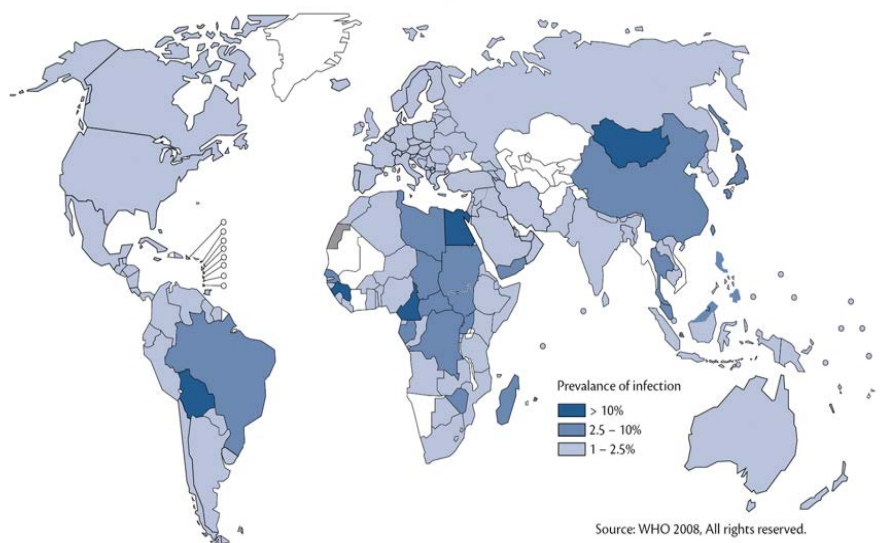 Prevalance of infection
> 10%
2.5 – 10%
1 – 2.5%
Source: WHO 2008, All rights reserved.